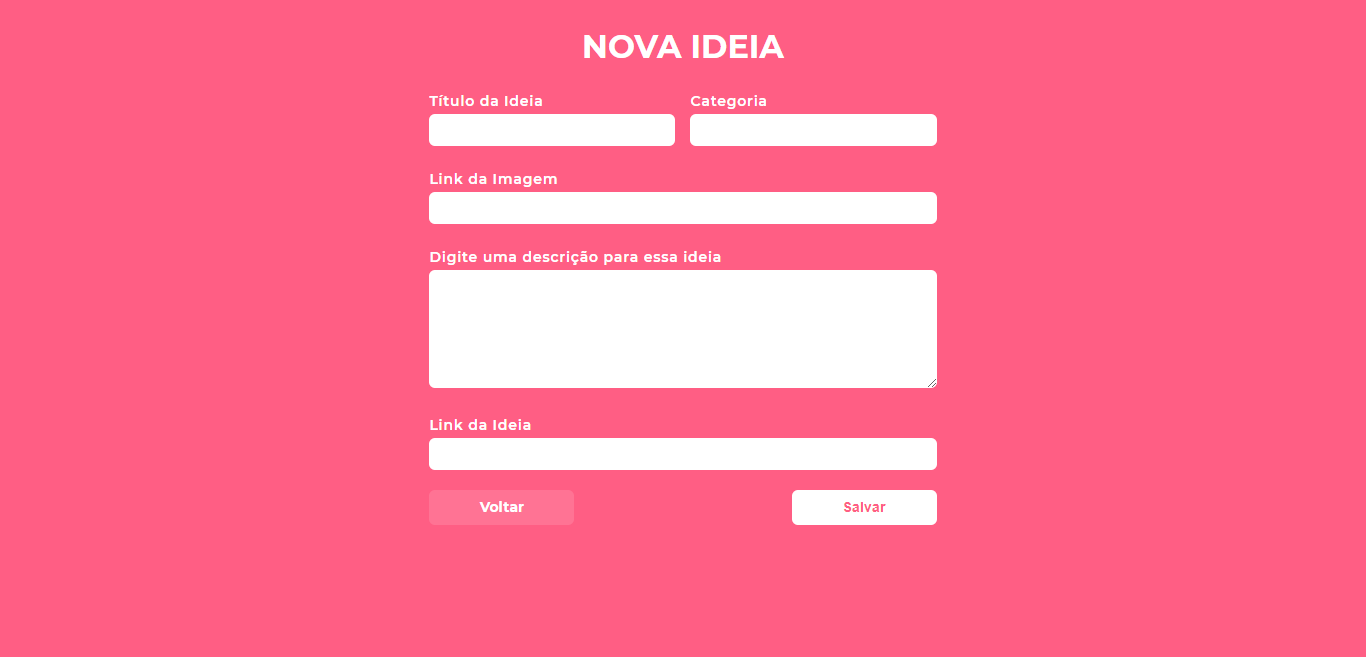 NOVA IDEIA
Título da Ideia
Categoria
Link da Imagem
Digite uma descrição para essa ideia
Link da Ideia
Voltar
Salvar